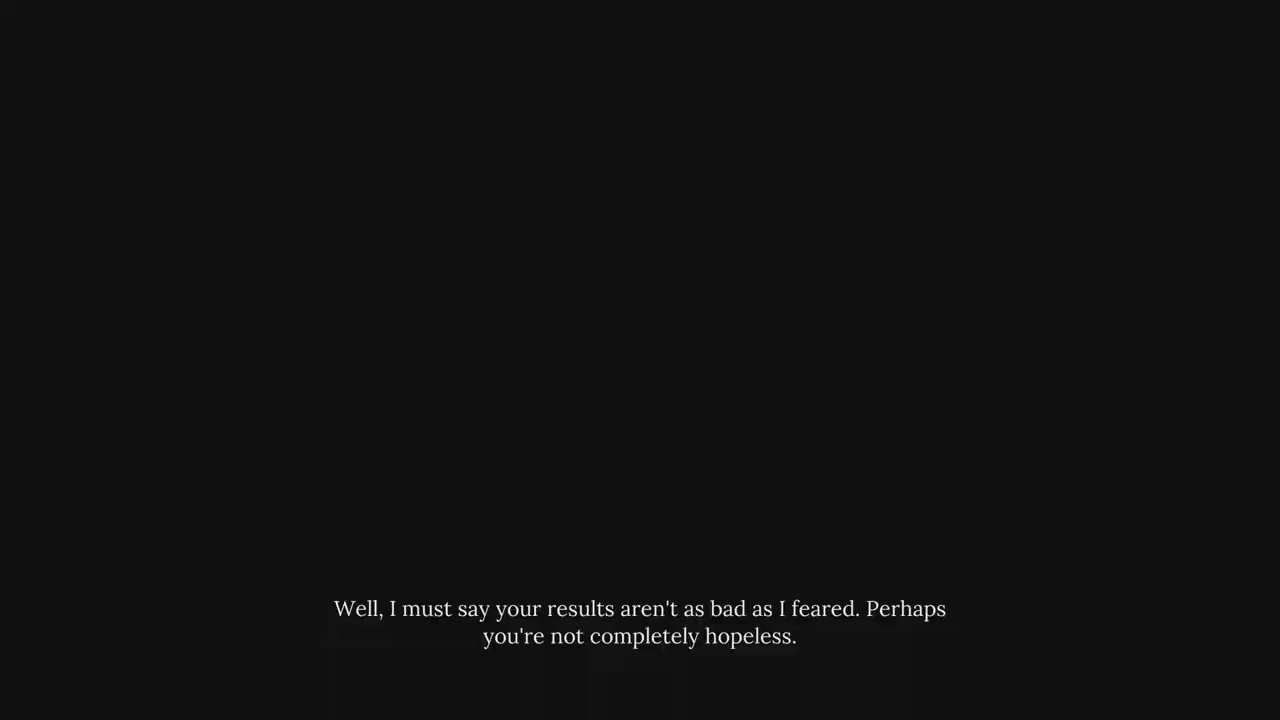 Well, I must say your results aren't as bad as I feared. Perhaps
you're not completely hopeless.